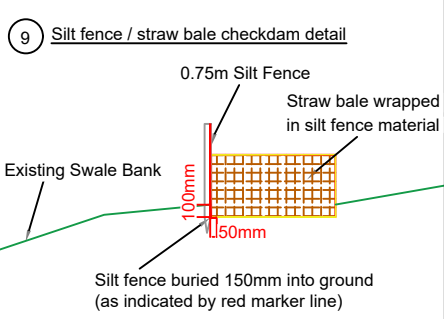 9 Silt fence / straw bale checkdam detail
0.75m Silt Fence
Straw bale wrapped
in silt fence material
Existing Swale Bank
100mm
150mm
Silt fence buried 150mm into ground
(as indicated by red marker line)